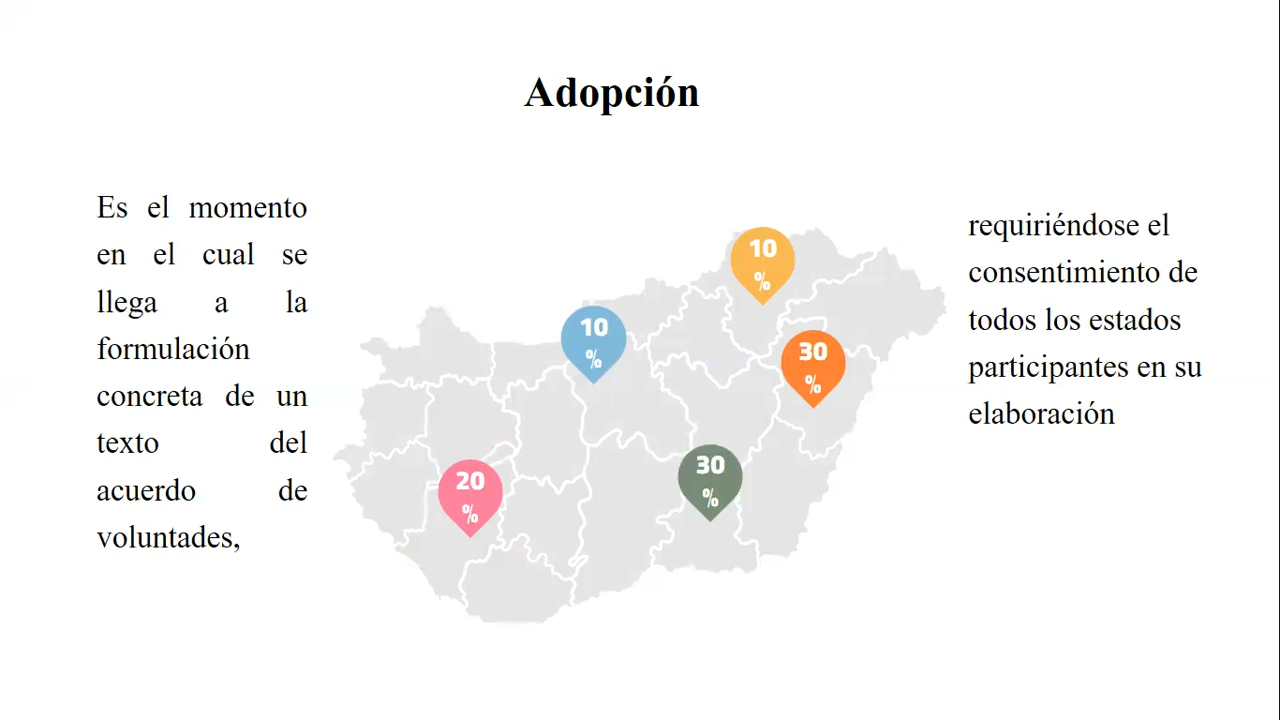 Adopción
Es el momento
en el cual se
llega a la
formulación
concreta de un
texto del
acuerdo de
voluntades,
10
%
10
%
30
%
30
%
20
%
requiriéndose el
consentimiento de
todos los estados
participantes en su
elaboración